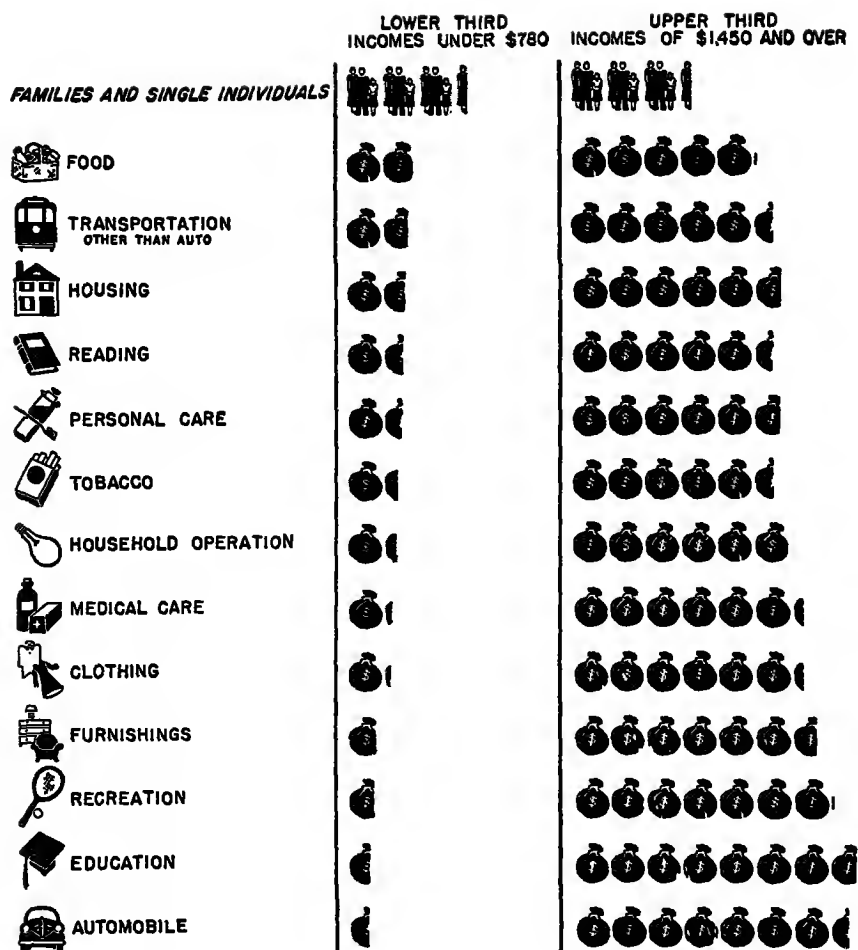 LOWER THIRD
INCOMES UNDER $780
UPPER THIRD
INCOMES OF $1,450 AND OVER
FAMILIES AND SINGLE INDIVIDUALS
FOOD
TRANSPORTATION
OTHER THAN AUTO
HOUSING
READING
PERSONAL CARE
TOBACCO
HOUSEHOLD OPERATION
MEDICAL CARE
CLOTHING
FURNISHINGS
RECREATION
EDUCATION
AUTOMOBILE